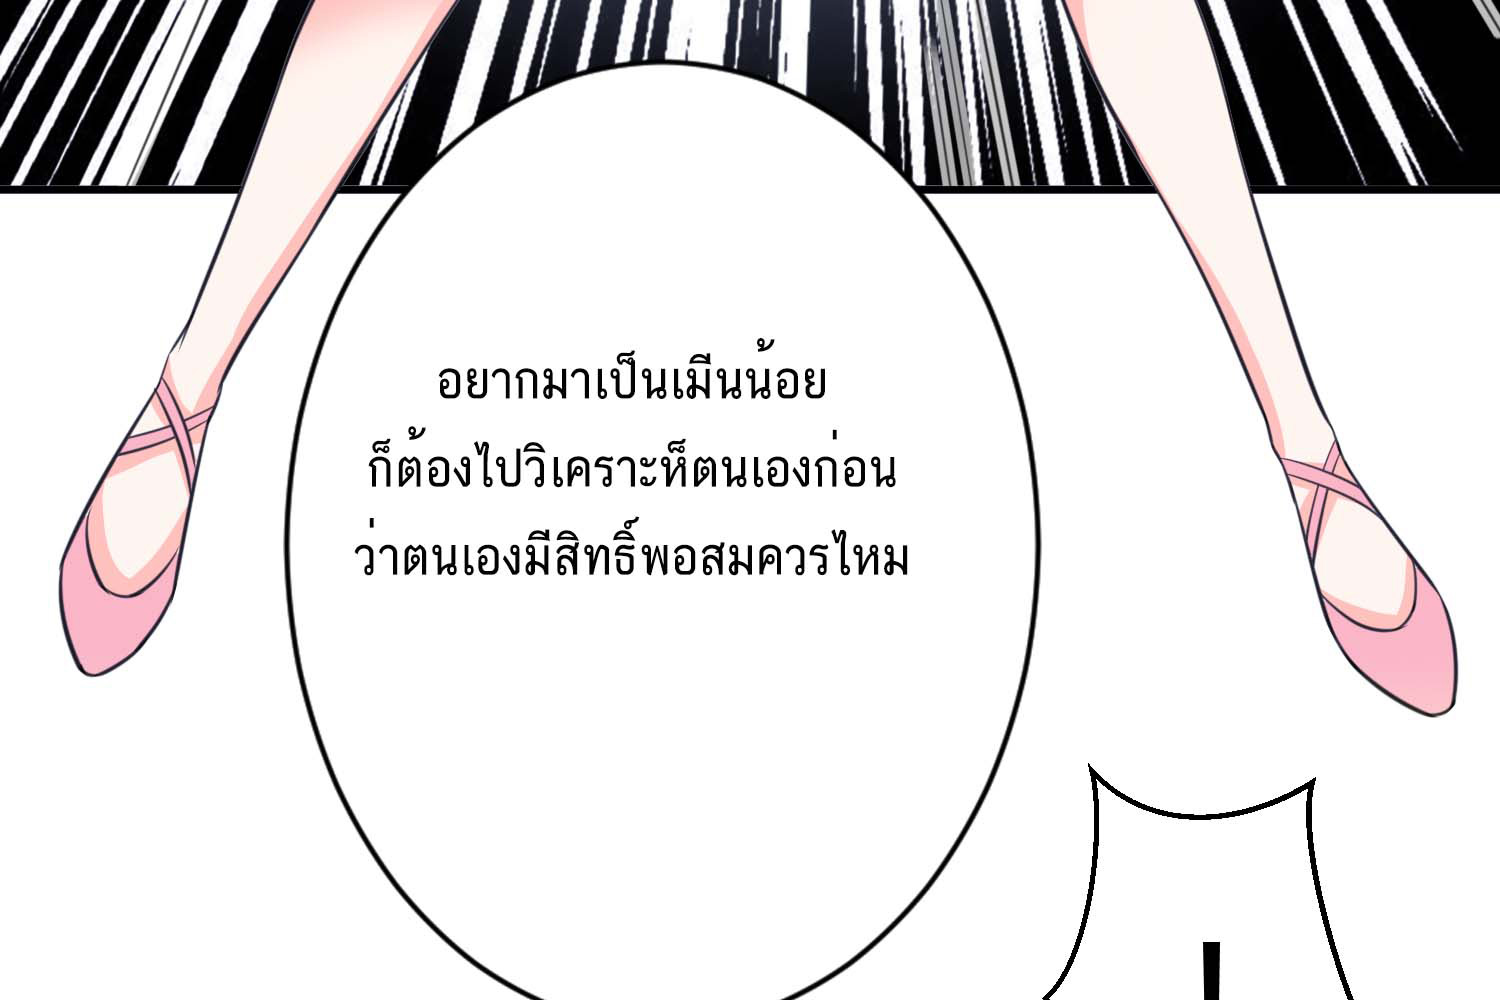 อยากมาเป็นเมีนน้อย
ก็ต้องไปวิเคราะห็ตนเองก่อน
ว่าตนเองมีสิทธิ์พอสมควรไหม